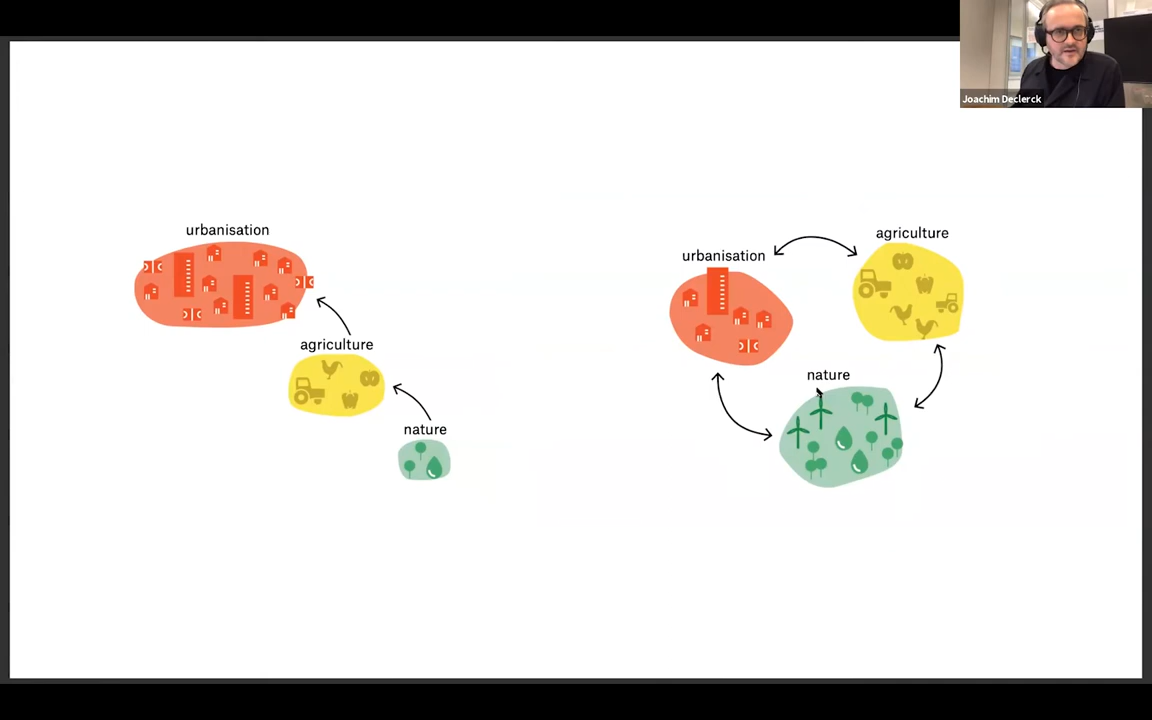 Joachim Declerck
urbanisation
agriculture
nature
urbanisation
agriculture
nature